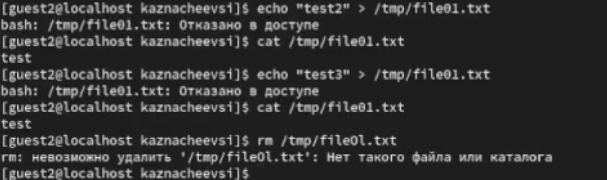 [guest2@localhost kaznacheevsi]$ echo "test2" > /tmp/file01.txt
bash: /tmp/file01.txt: Отказано в доступе
[guest2@localhost kaznacheevsi]$ cat /tmp/file01.txt
test
[guest2@localhost kaznacheevsi]$ echo "test3" > /tmp/file01.txt
bash: /tmp/file01.txt: Отказано в доступе
[guest2@localhost kaznacheevsi]$ cat /tmp/file01.txt
test
[guest2@localhost kaznacheevsi]$ rm /tmp/fileOl.txt
rm: невозможно удалить '/tmp/fileOl.txt': Нет такого файла или каталога
[guest2@localhost kaznacheevsi]$